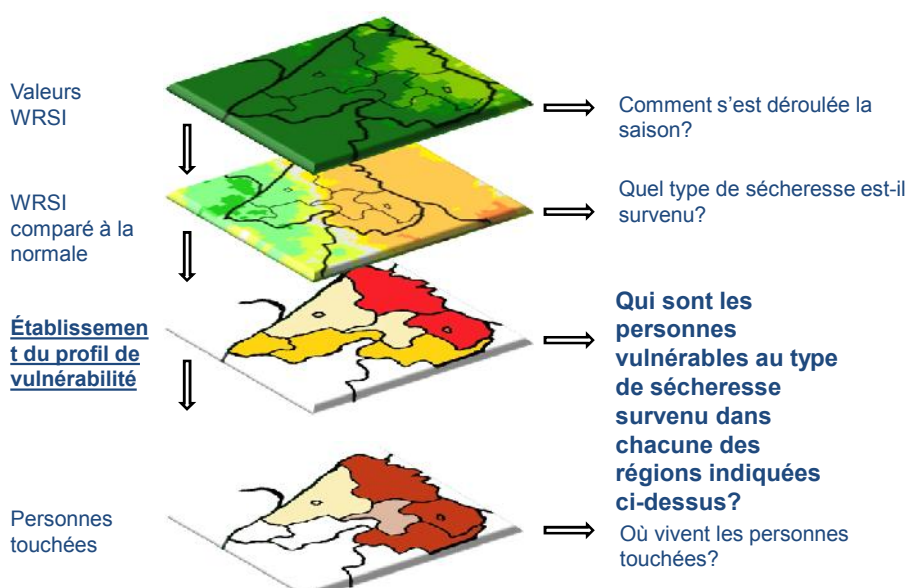 Valeurs
WRSI
Comment s'est déroulée la
saison?
WRSI
comparé à la
normale
Quel type de sécheresse est-il
survenu?
Établissemen
t du profil de
vulnérabilité
Qui sont les
personnes
vulnérables au type
de sécheresse
survenu dans
chacune des
régions indiquées
ci-dessus?
Personnes
touchées
Où vivent les personnes
touchées?